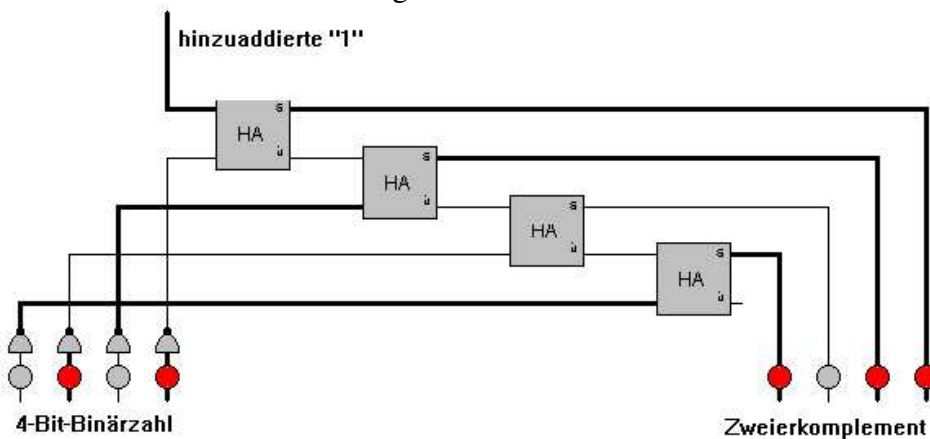 hinzuaddierte "1"
s
HA
ü
s
HA
ü
s
HA
ü
s
HA
ü
4-Bit-Binärzahl
Zweierkomplement